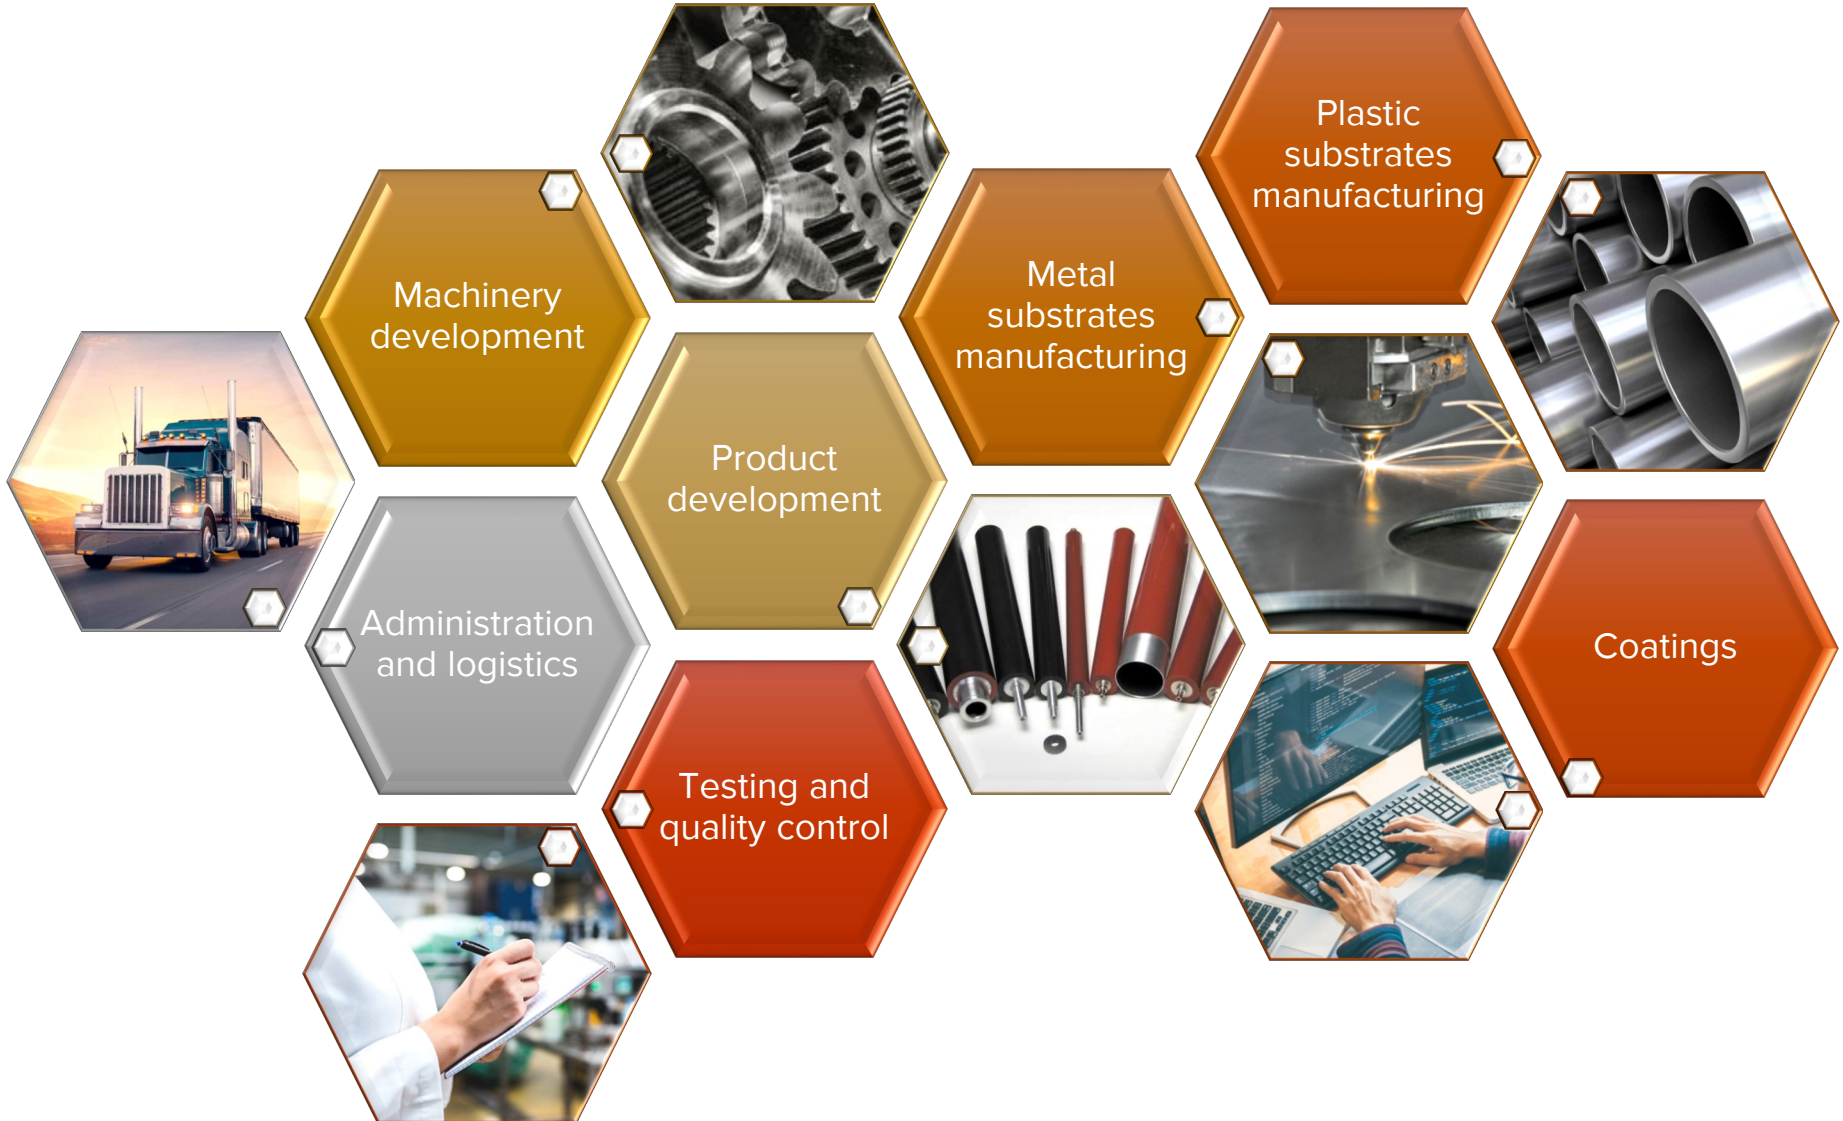 Plastic
substrates
manufacturing
Machinery
development
Metal
substrates
manufacturing
Product
development
Administration
and logistics
Coatings
Testing and
quality control